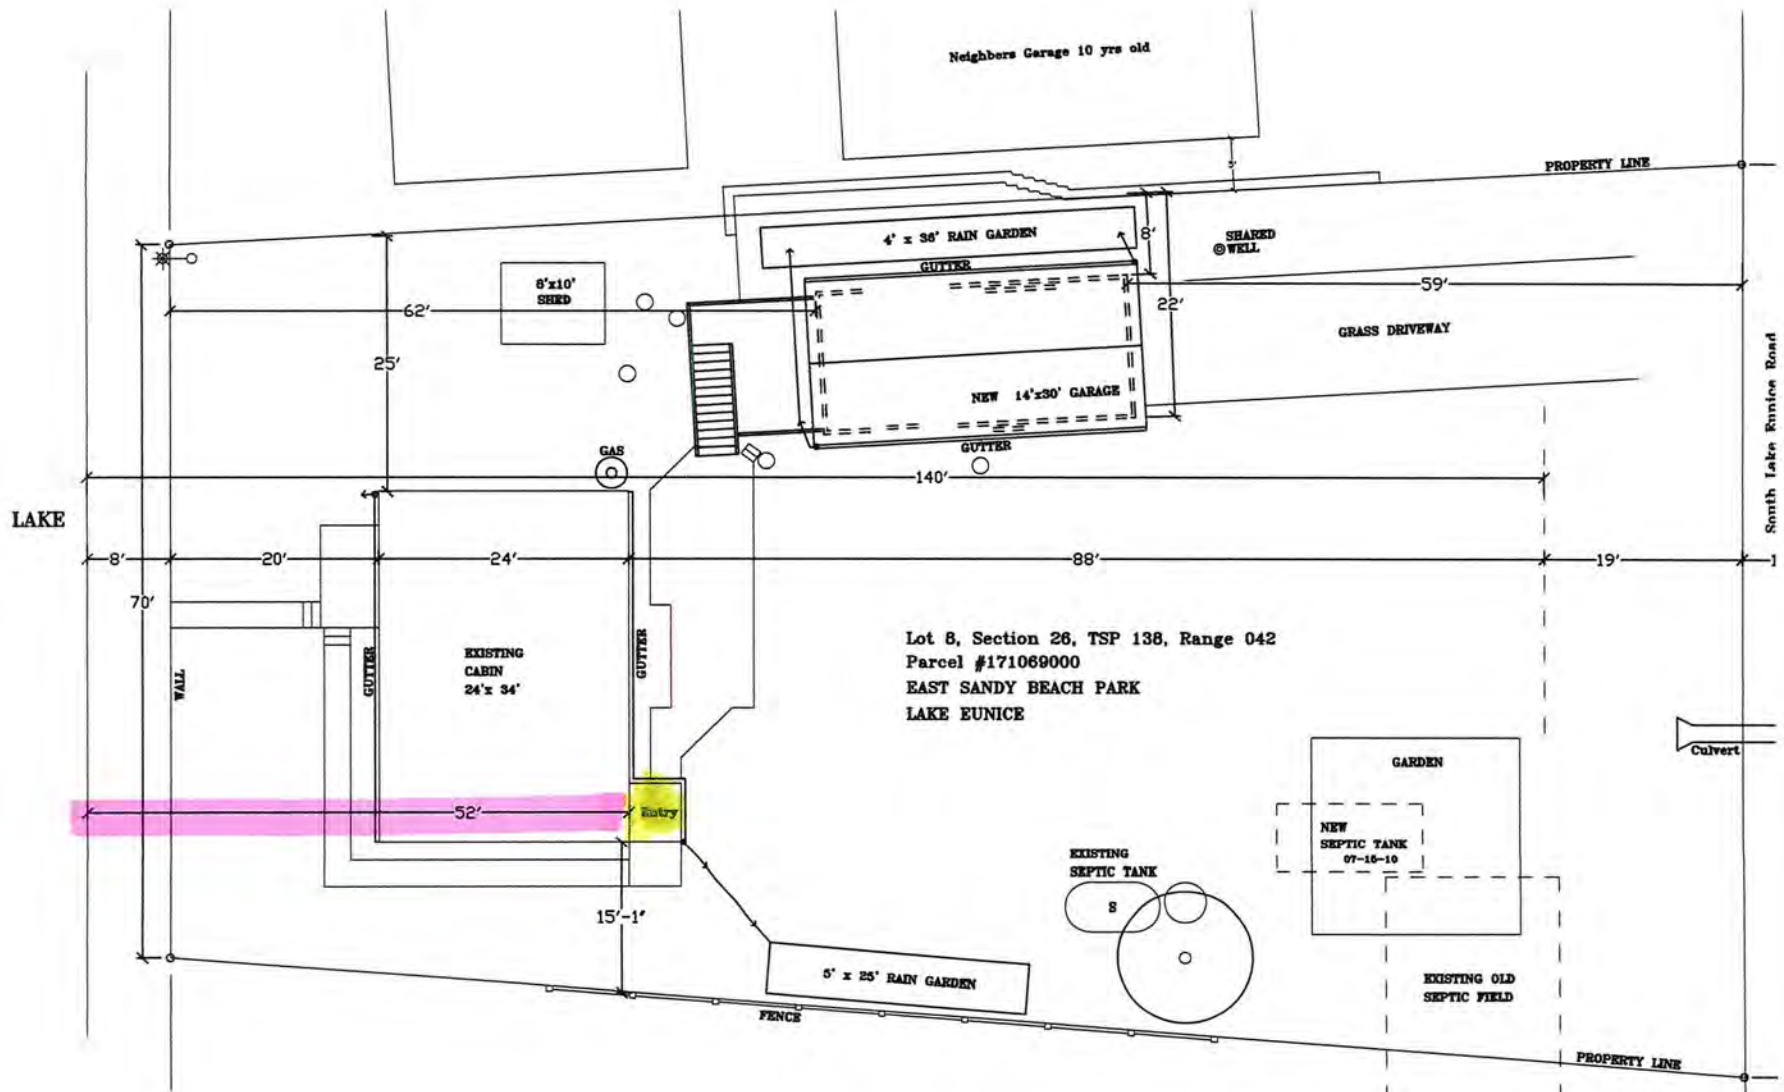 Neighbors Garage 10 yrs old
PROPERTY LINE
4' x 36' RAIN GARDEN
8'
SHARED
WELL
GUTTER
8'x10'
SHED
62'
59'
22'
25'
GRASS DRIVEWAY
NEW 14'x30' GARAGE
GUTTER
GAS
140'
South Lake Eunice Road
LAKE
8'
20'
24'
88'
19'
70'
Lot 8, Section 26, TSP 138, Range 042
Parcel #171069000
EAST SANDY BEACH PARK
LAKE EUNICE
WALL
GUTTER
EXISTING
CABIN
24'x 34'
GUTTER
Culvert
GARDEN
52'
Entry
NEW
SEPTIC TANK
07-15-10
EXISTING
SEPTIC TANK
S
15'-1"
5' x 25' RAIN GARDEN
EXISTING OLD
SEPTIC FIELD
FENCE
PROPERTY LINE